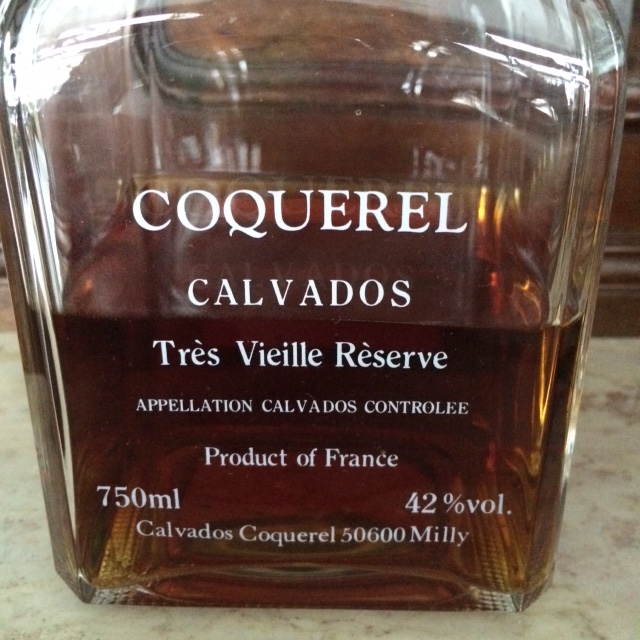 COQUEREL
CALVADOS
Très Vieille Rèserve
APPELLATION CALVADOS CONTROLEE
Product of France
750ml 42%vol.
Calvados Coquerel 50600 Milly